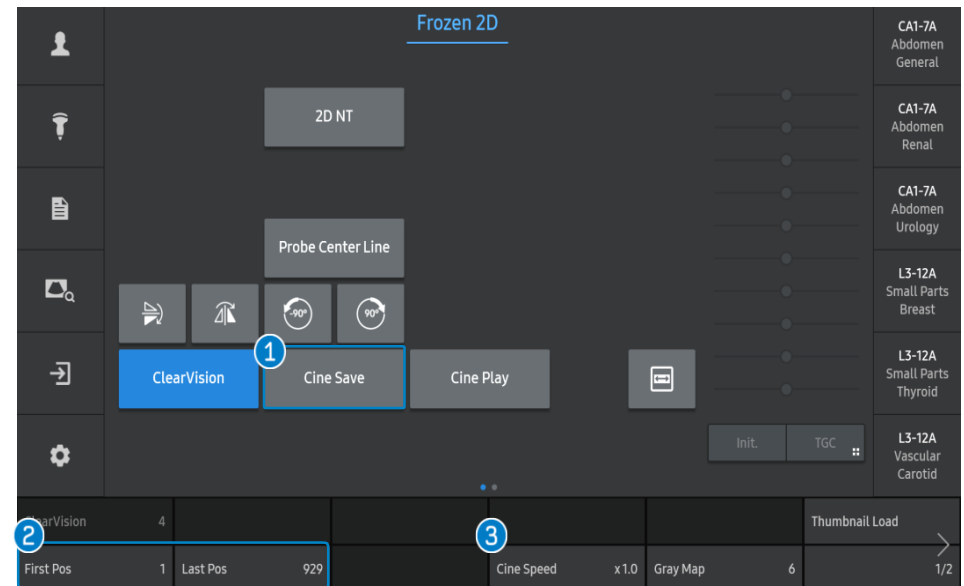 Frozen 2D
CA1-7A
Abdomen
General
2D NT
CA1-7A
Abdomen
Renal
CA1-7A
Abdomen
Urology
Probe Center Line
L3-12A
Small Parts
Breast
-90°
90°
1
ClearVision
Cine Save
Cine Play
L3-12A
Small Parts
Thyroid
Init.
TGC
L3-12A
Vascular
Carotid
2
arVision 4
3
Thumbnail Load
First Pos 1
Last Pos 929
Cine Speed x1.0
Gray Map 6
1/2